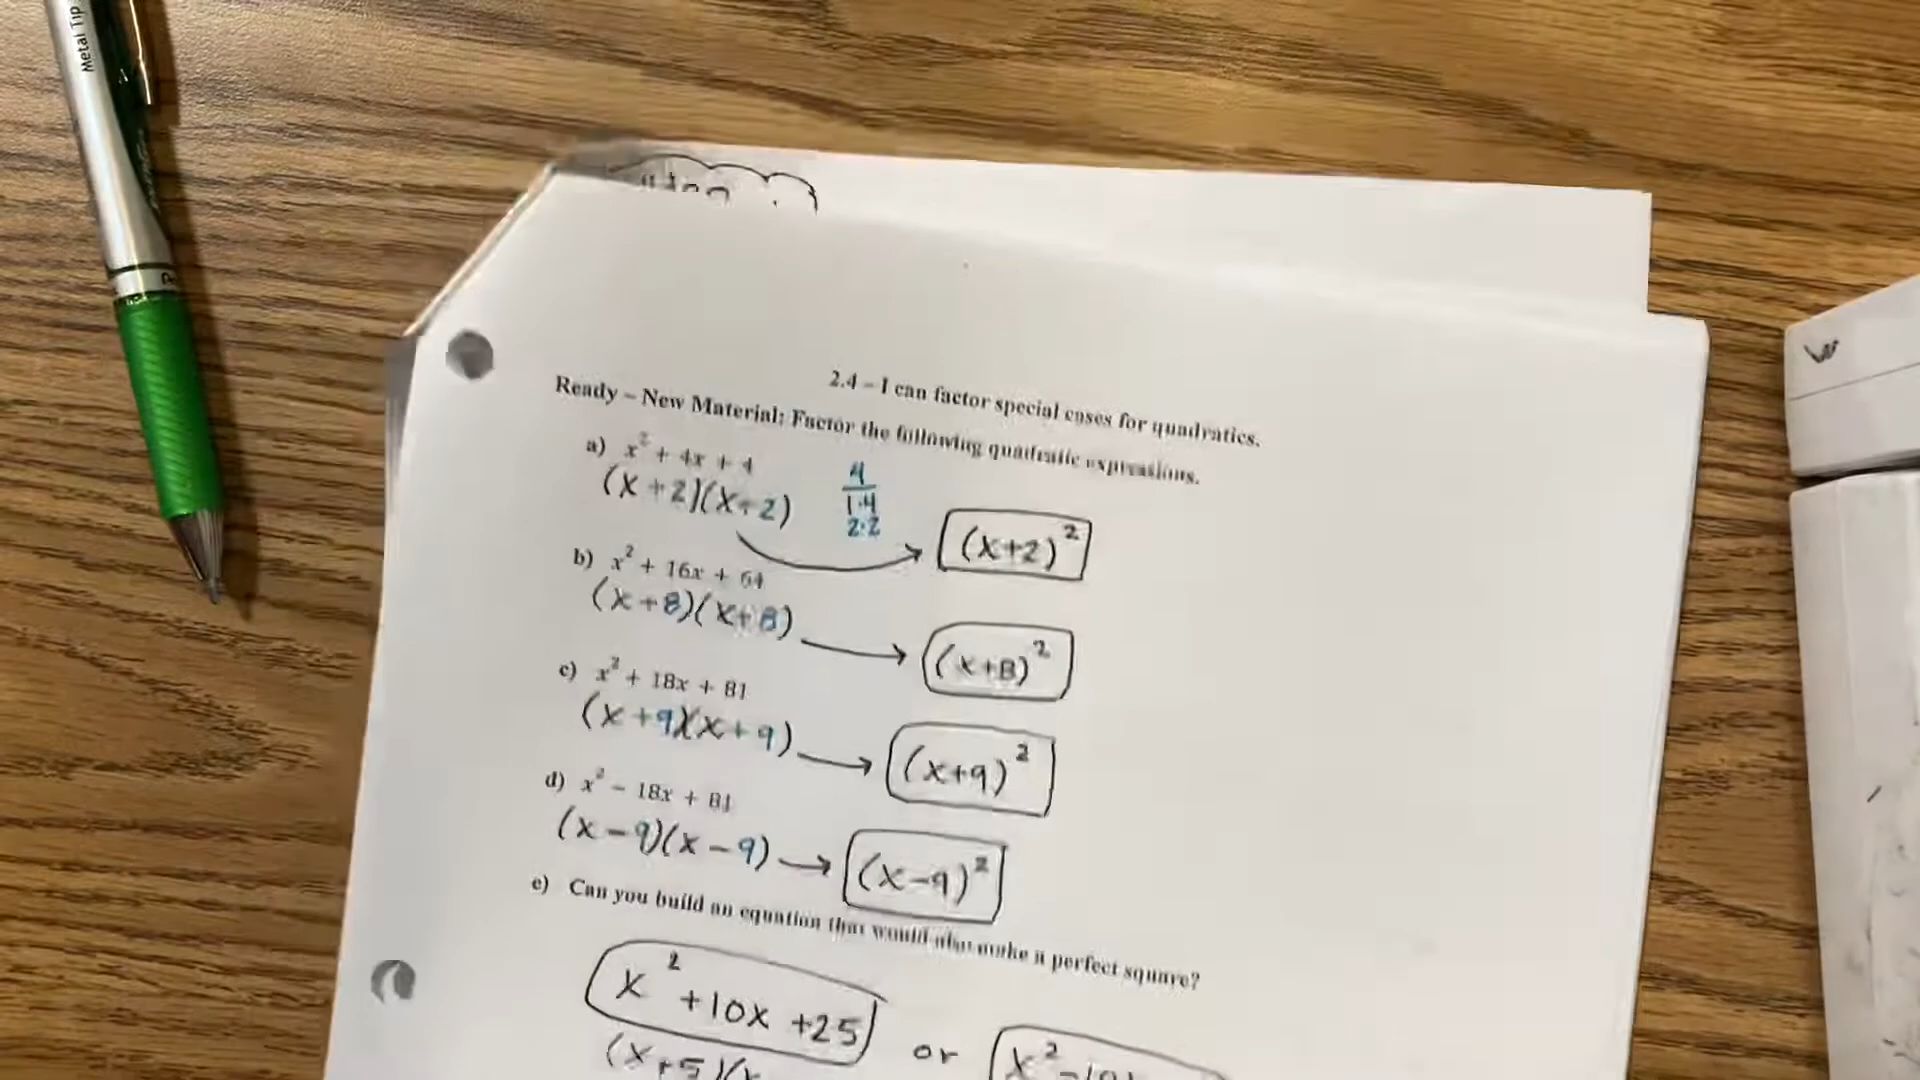 Metal Tip
2.4 – I can factor special cases for quadratics.
Ready – New Material: Factor the following quadratic expressions.
a) x² + 4x + 4
(x+2)(x+2)
4
1·4
2·2
(x+2)²
b) x² + 16x + 64
(x+8)(x+8)
(x+8)²
c) x² + 18x + 81
(x+9)(x+9)
(x+9)²
d) x² – 18x + 81
(x-9)(x-9)
(x-9)²
e) Can you build an equation that would also make a perfect square?
x² +10x +25 or x² -10x
(x+5)(x